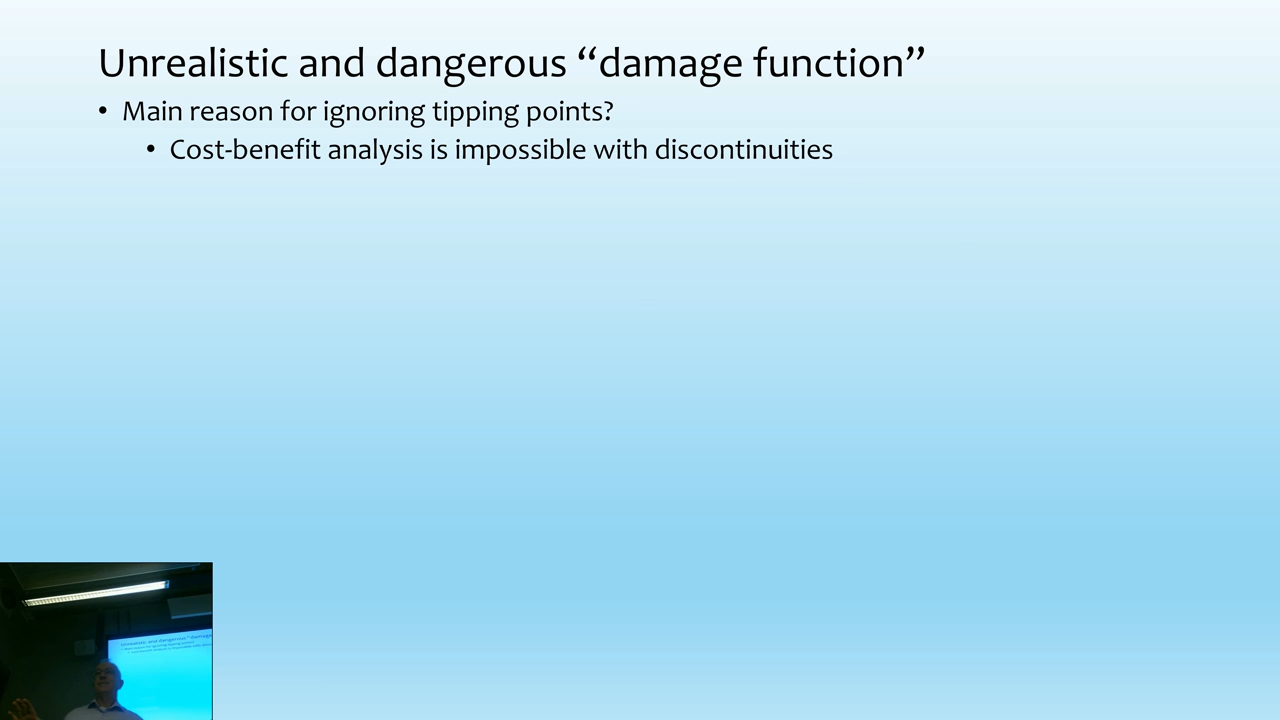 Unrealistic and dangerous “damage function”
• Main reason for ignoring tipping points?
• Cost-benefit analysis is impossible with discontinuities